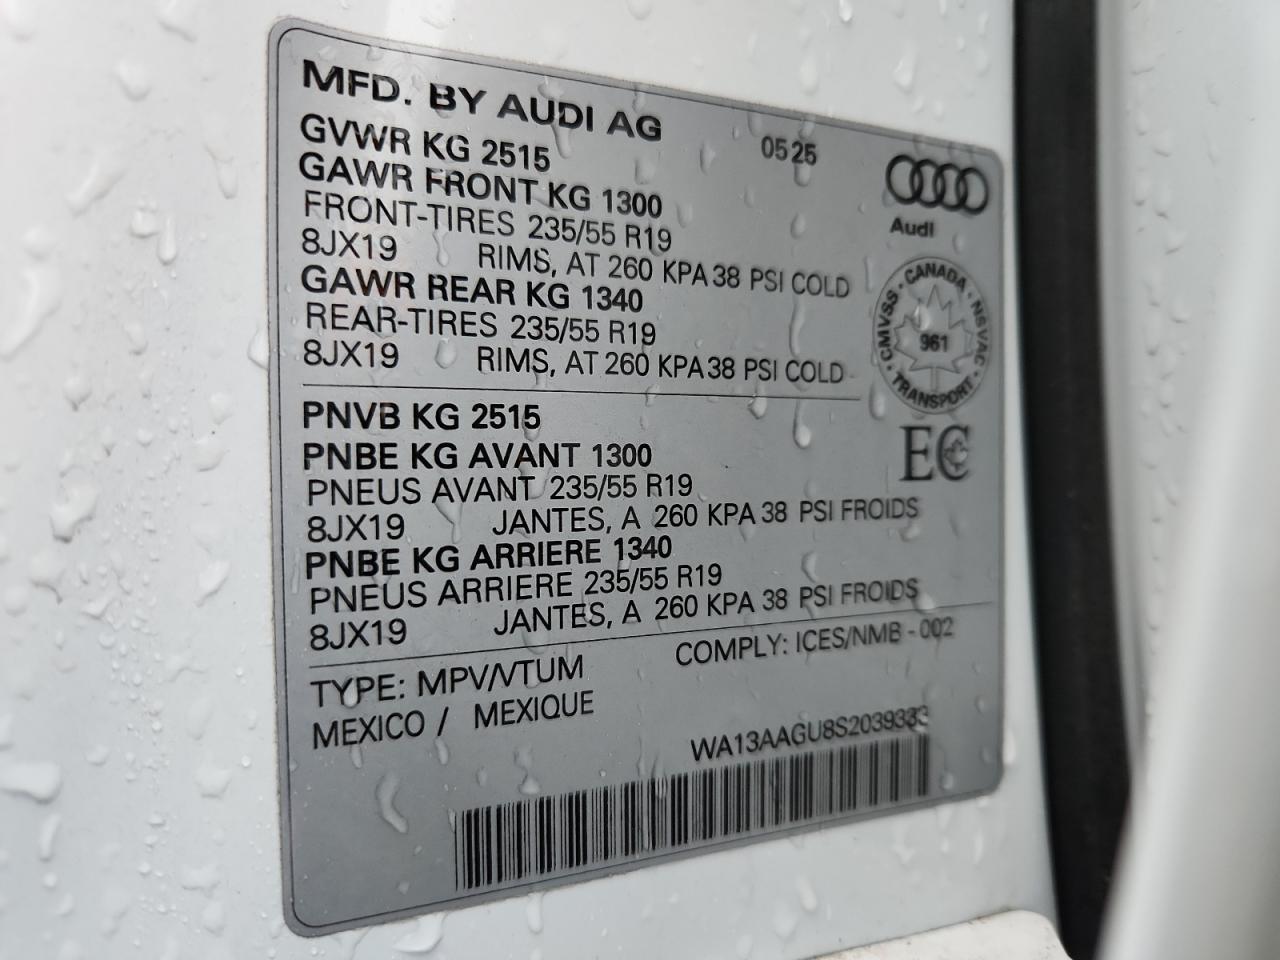 MFD. BY AUDI AG 0525
GVWR KG 2515
GAWR FRONT KG 1300
FRONT-TIRES 235/55 R19
8JX19 RIMS, AT 260 KPA 38 PSI COLD
GAWR REAR KG 1340
REAR-TIRES 235/55 R19
8JX19 RIMS, AT 260 KPA 38 PSI COLD
Audi
CMVSS · CANADA · NSVAC · TRANSPORT ·
961
PNVB KG 2515
PNBE KG AVANT 1300
PNEUS AVANT 235/55 R19
8JX19 JANTES, A 260 KPA 38 PSI FROIDS
PNBE KG ARRIERE 1340
PNEUS ARRIERE 235/55 R19
8JX19 JANTES, A 260 KPA 38 PSI FROIDS
EC
TYPE: MPV/VTUM COMPLY: ICES/NMB - 002
MEXICO / MEXIQUE
WA13AAGU8S2039333